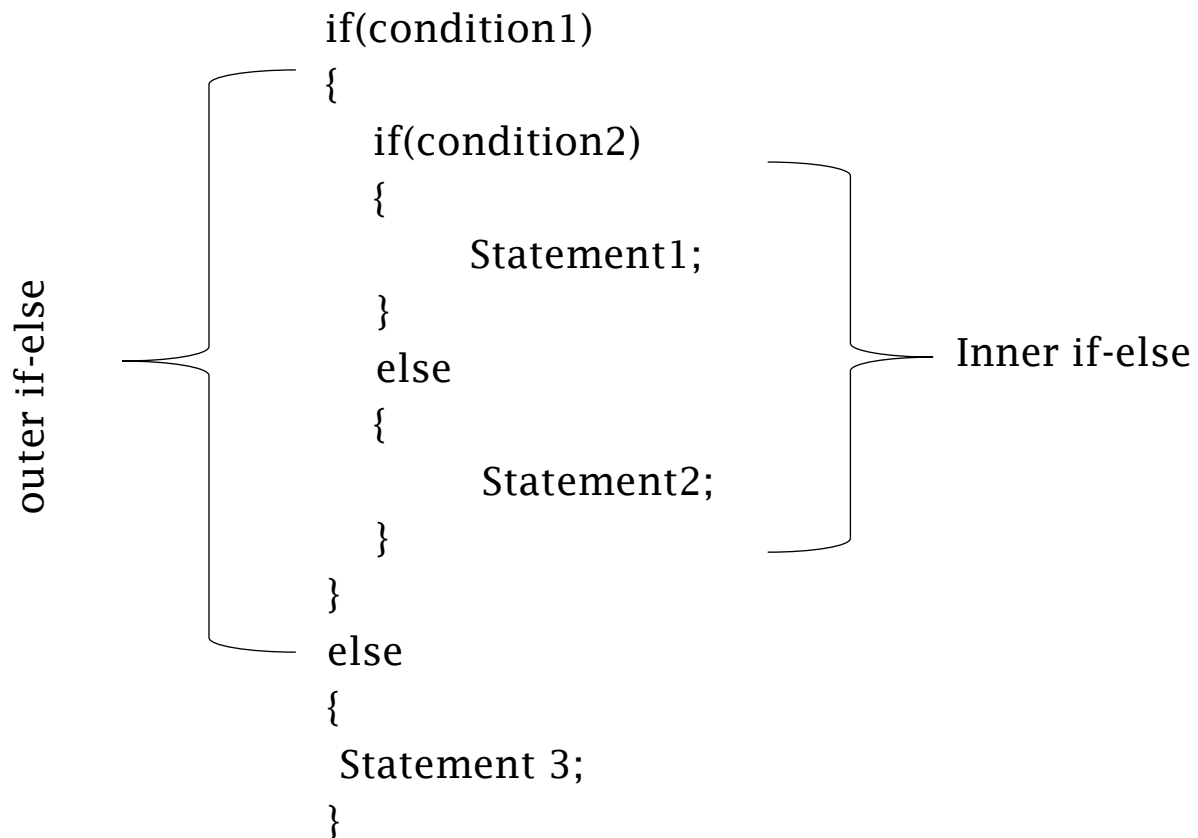 if(condition1)
{
if(condition2)
{
Statement1;
}
else
{
Statement2;
}
}
else
{
Statement 3;
}
outer if-else
Inner if-else